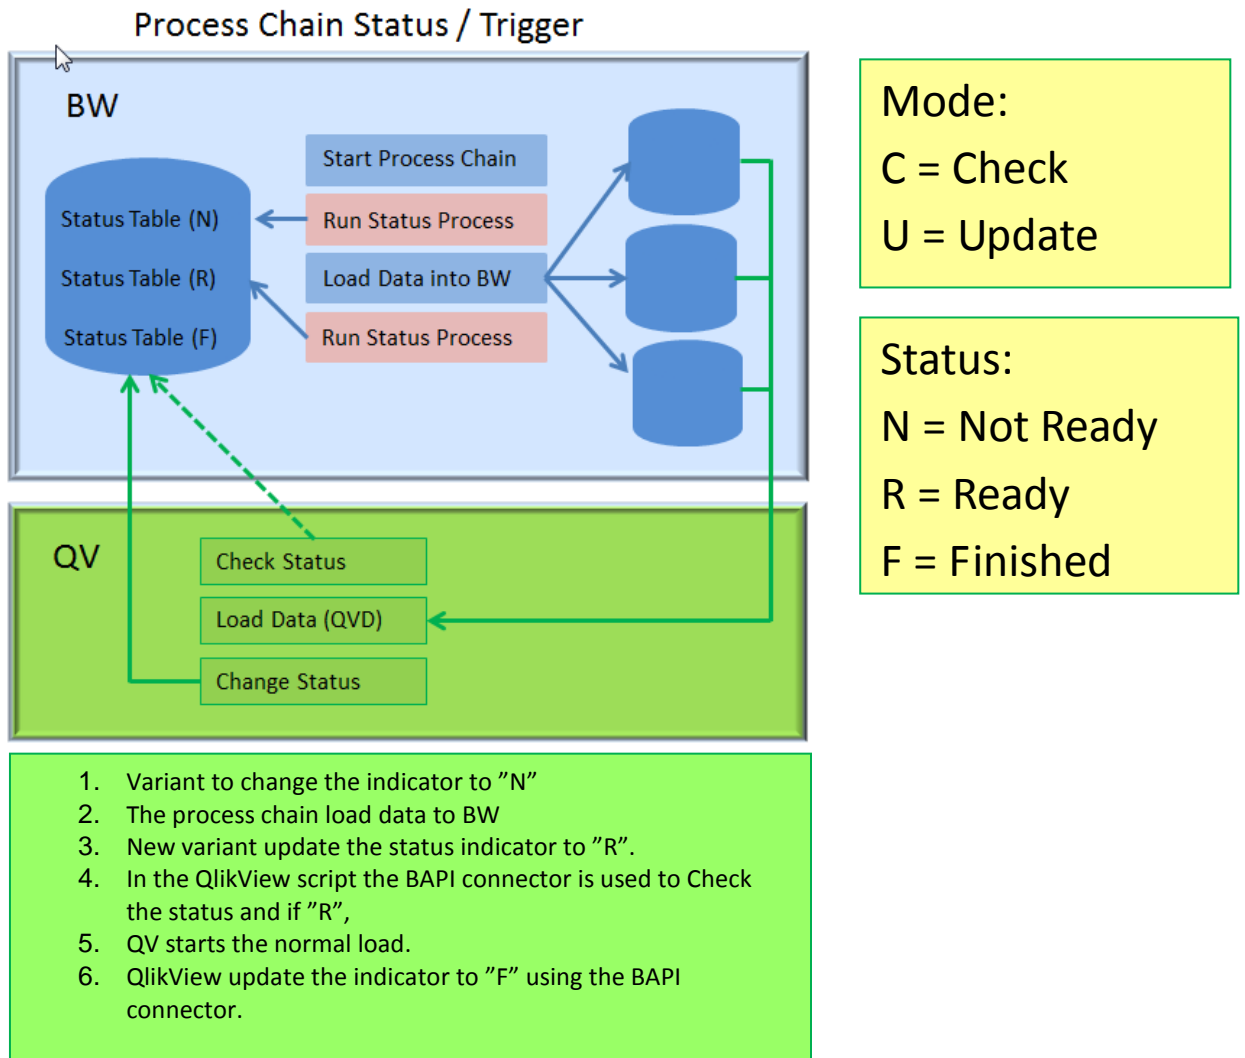 Process Chain Status / Trigger
BW
Start Process Chain
Status Table (N)
Run Status Process
Status Table (R)
Load Data into BW
Status Table (F)
Run Status Process
QV
Check Status
Load Data (QVD)
Change Status
Mode:
C = Check
U = Update
Status:
N = Not Ready
R = Ready
F = Finished
1. Variant to change the indicator to ”N”
2. The process chain load data to BW
3. New variant update the status indicator to ”R”.
4. In the QlikView script the BAPI connector is used to Check
the status and if ”R”,
5. QV starts the normal load.
6. QlikView update the indicator to ”F” using the BAPI
connector.